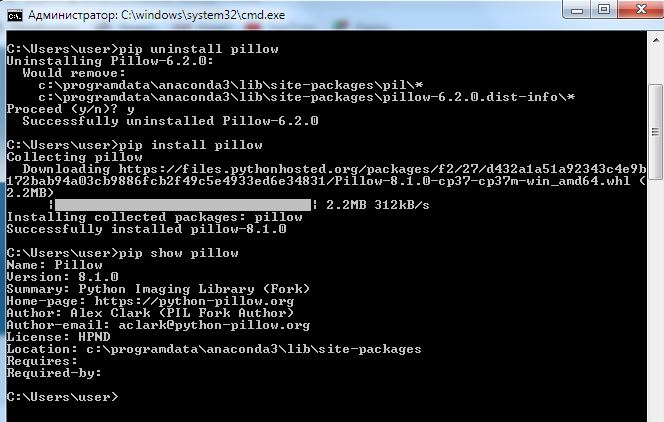 Администратор: C:\windows\system32\cmd.exe
C:\Users\user>pip uninstall pillow
Uninstalling Pillow-6.2.0:
  Would remove:
    c:\programdata\anaconda3\lib\site-packages\pil\*
    c:\programdata\anaconda3\lib\site-packages\pillow-6.2.0.dist-info\*
Proceed (y/n)? y
  Successfully uninstalled Pillow-6.2.0
C:\Users\user>pip install pillow
Collecting pillow
  Downloading https://files.pythonhosted.org/packages/f2/27/d432a1a51a92343c4e9b
172bab94a03cb9886fcb2f49c5e4933ed6e34831/Pillow-8.1.0-cp37-cp37m-win_amd64.whl (
2.2MB)
2.2MB 312kB/s
Installing collected packages: pillow
Successfully installed pillow-8.1.0
C:\Users\user>pip show pillow
Name: Pillow
Version: 8.1.0
Summary: Python Imaging Library (Fork)
Home-page: https://python-pillow.org
Author: Alex Clark (PIL Fork Author)
Author-email: aclark@python-pillow.org
License: HPND
Location: c:\programdata\anaconda3\lib\site-packages
Requires:
Required-by:
C:\Users\user>